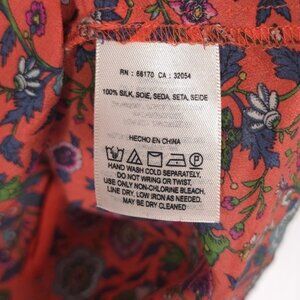 RN : 66170 CA : 32054
100% SILK, SOIE, SEDA, SETA, SEIDE
HECHO EN CHINA
HAND WASH COLD SEPARATELY,
DO NOT WRING OR TWIST,
USE ONLY NON-CHLORINE BLEACH,
LINE DRY, LOW IRON AS NEEDED.
MAY BE DRY CLEANED